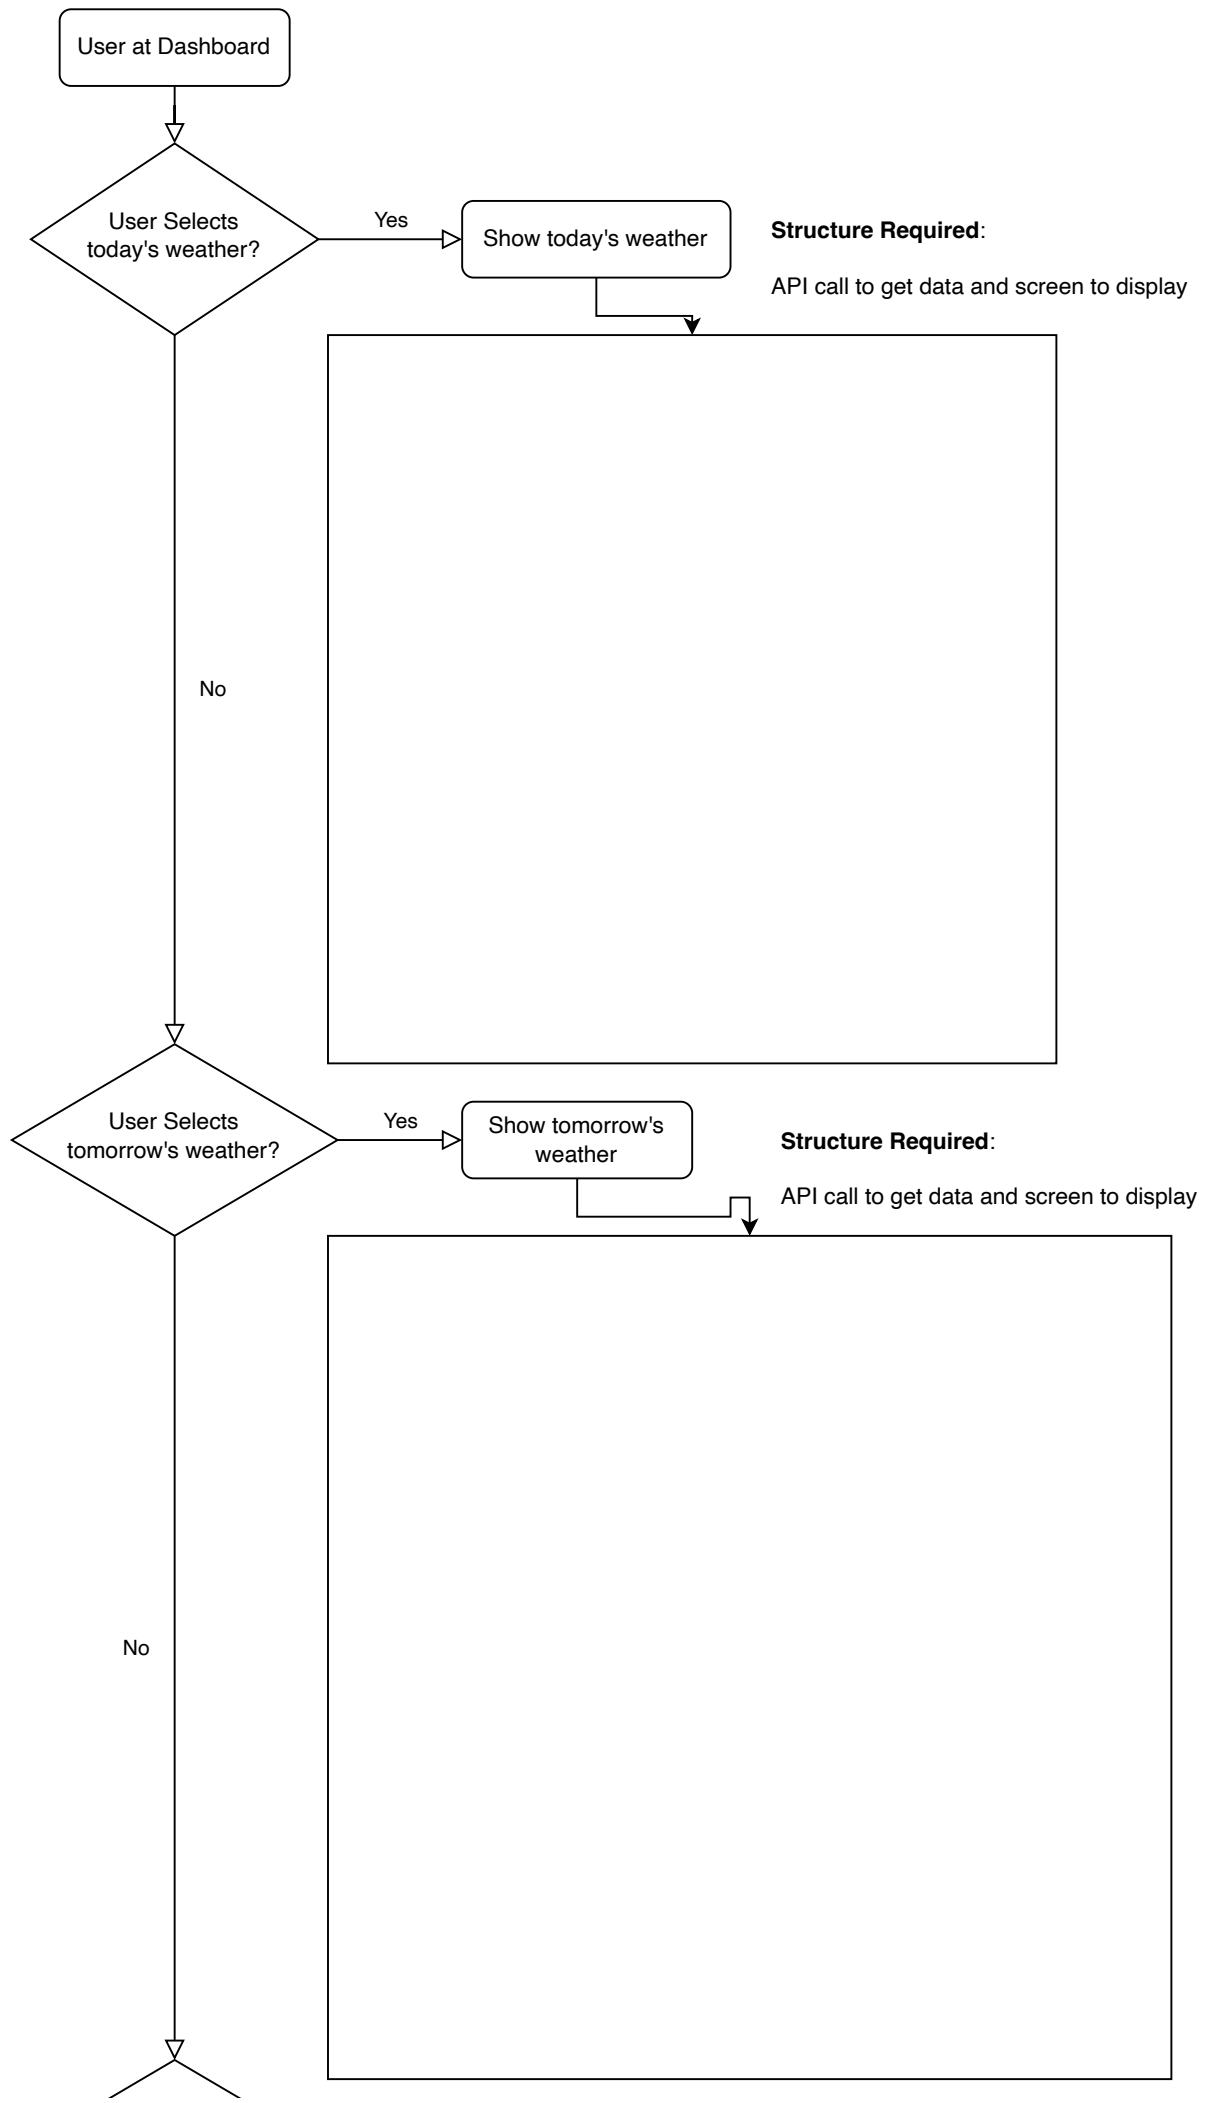 User at Dashboard
User Selects
today's weather?
Yes
Show today's weather
Structure Required:
API call to get data and screen to display
No
User Selects
tomorrow's weather?
Yes
Show tomorrow's
weather
Structure Required:
API call to get data and screen to display
No